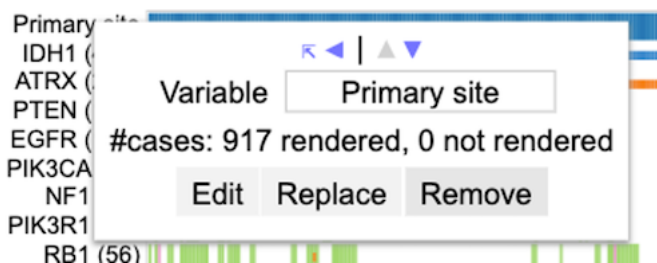 Primary site
IDH1 (
ATRX (
PTEN (
EGFR (
PIK3CA
NF1
PIK3R1
RB1 (56)
Variable Primary site
#cases: 917 rendered, 0 not rendered
Edit Replace Remove